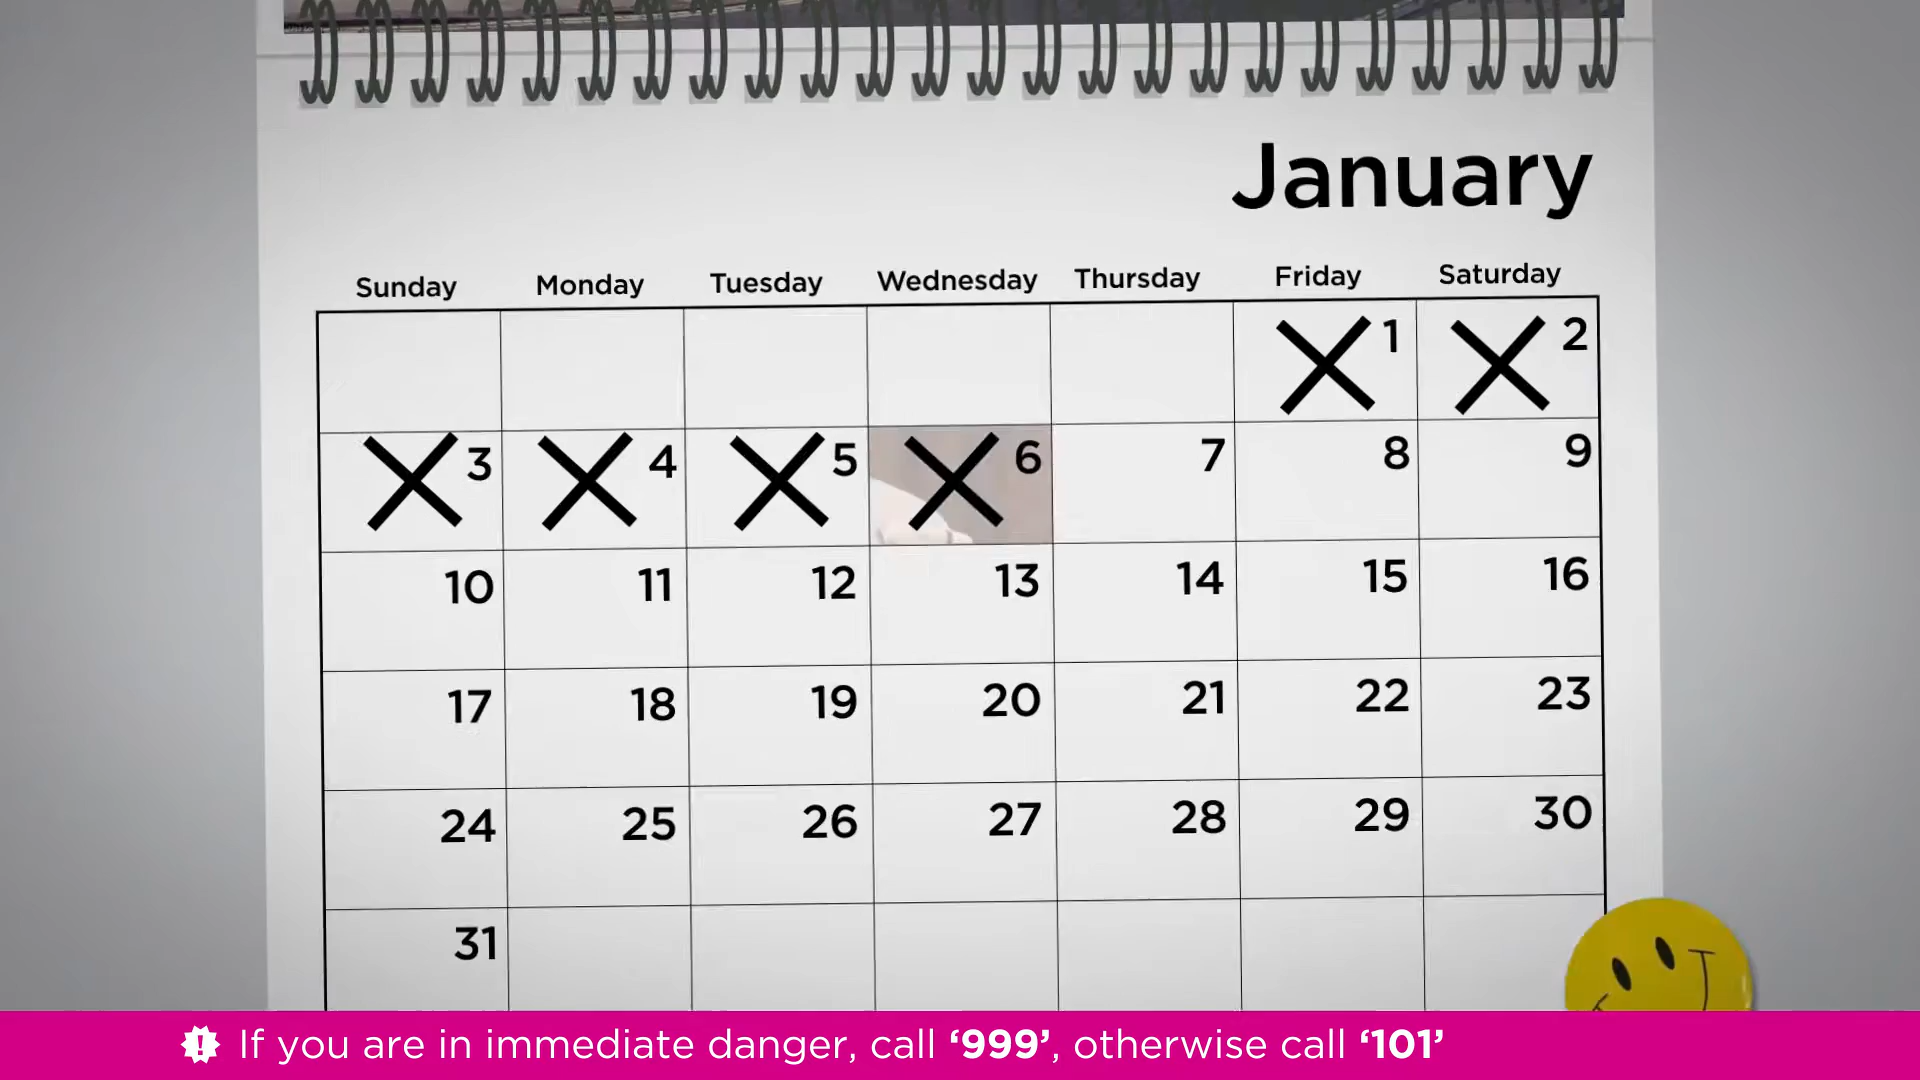 January
Sunday Monday Tuesday Wednesday Thursday Friday Saturday
1 2
3 4 5 6 7 8 9
10 11 12 13 14 15 16
17 18 19 20 21 22 23
24 25 26 27 28 29 30
31
If you are in immediate danger, call ‘999’, otherwise call ‘101’